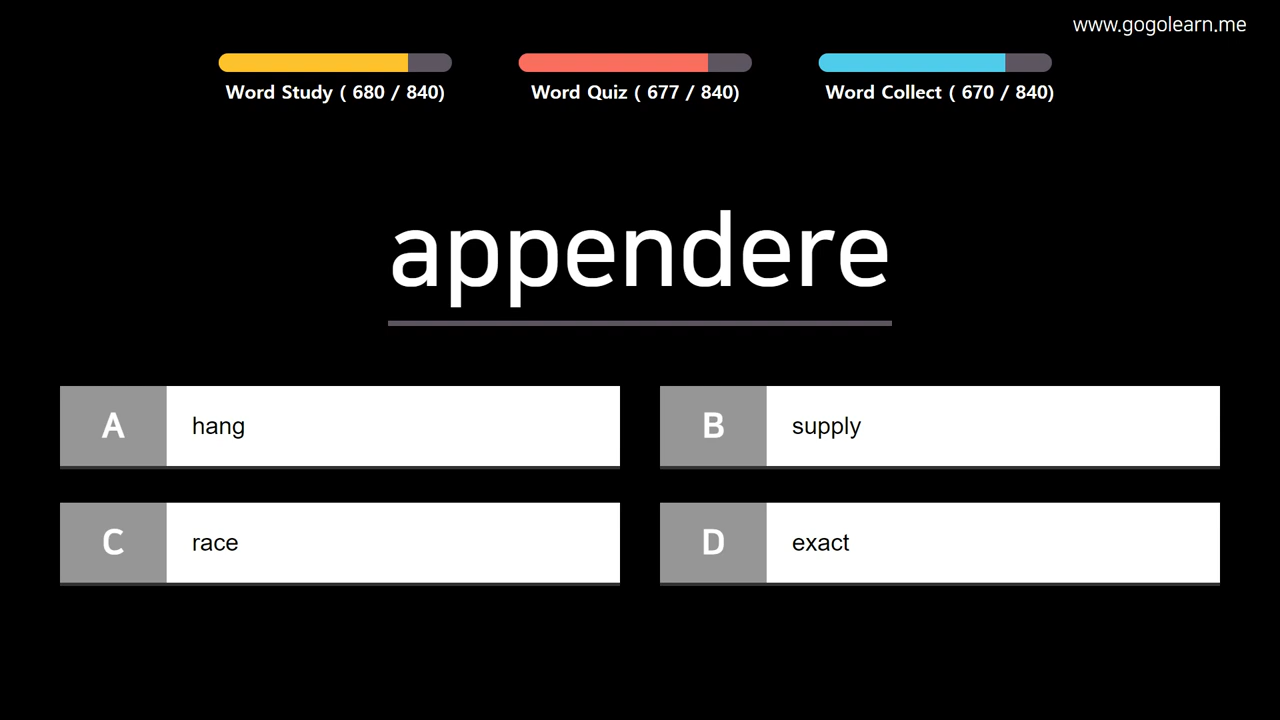 www.gogolearn.me
Word Study ( 680 / 840)
Word Quiz ( 677 / 840)
Word Collect ( 670 / 840)
appendere
A hang
B supply
C race
D exact